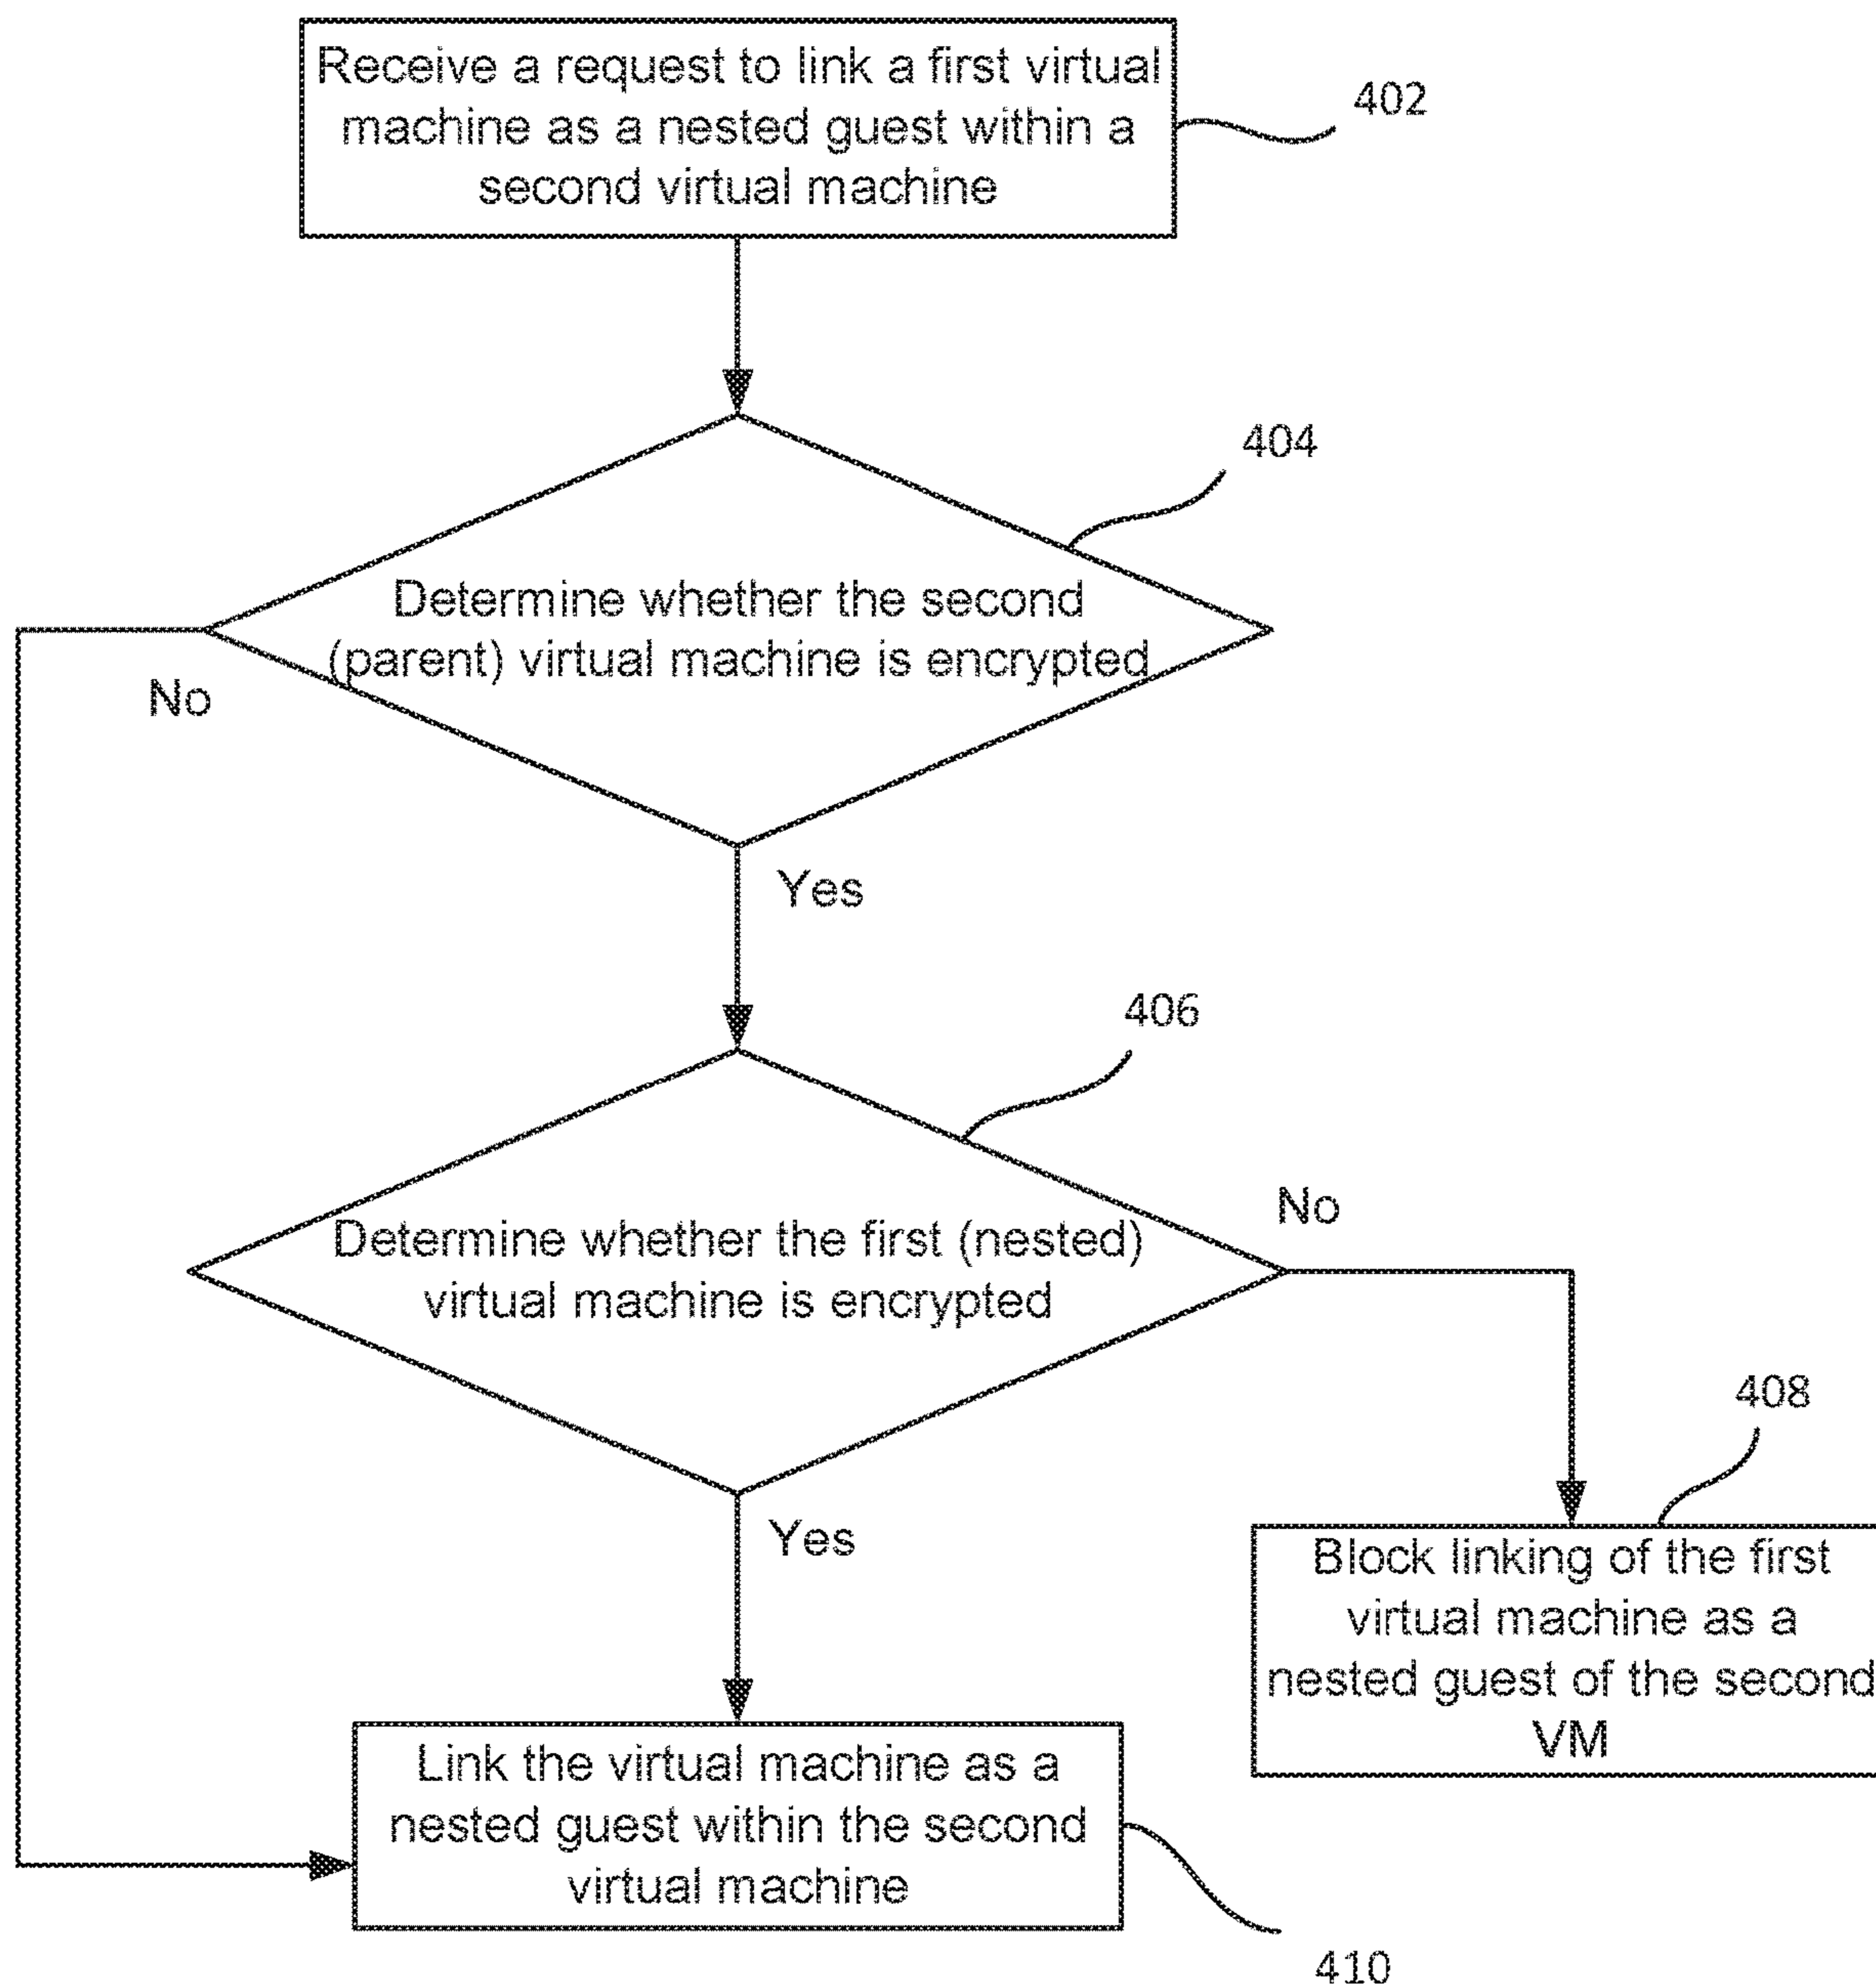 Receive a request to link a first virtual
machine as a nested guest within a
second virtual machine
402
404
Determine whether the second
(parent) virtual machine is encrypted
No
Yes
406
Determine whether the first (nested)
virtual machine is encrypted
No
Yes
408
Block linking of the first
virtual machine as a
nested guest of the second
VM
Link the virtual machine as a
nested guest within the second
virtual machine
410